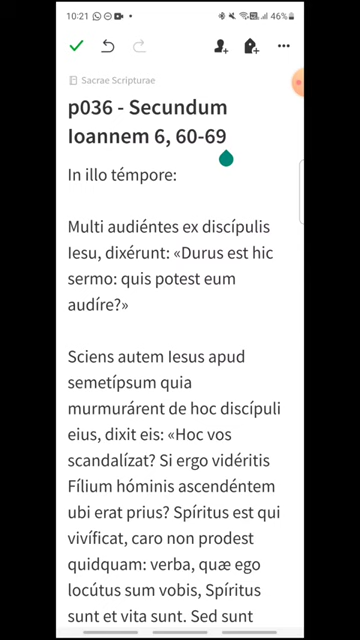 10:21 46%
Sacrae Scripturae
p036 - Secundum
Ioannem 6, 60-69
In illo témpore:
Multi audiéntes ex discípulis
Iesu, dixérunt: «Durus est hic
sermo: quis potest eum
audíre?»
Sciens autem Iesus apud
semetípsum quia
murmurárent de hoc discípuli
eius, dixit eis: «Hoc vos
scandalízat? Si ergo vidéritis
Fílium hóminis ascendéntem
ubi erat prius? Spíritus est qui
vivíficat, caro non prodest
quidquam: verba, quæ ego
locútus sum vobis, Spíritus
sunt et vita sunt. Sed sunt